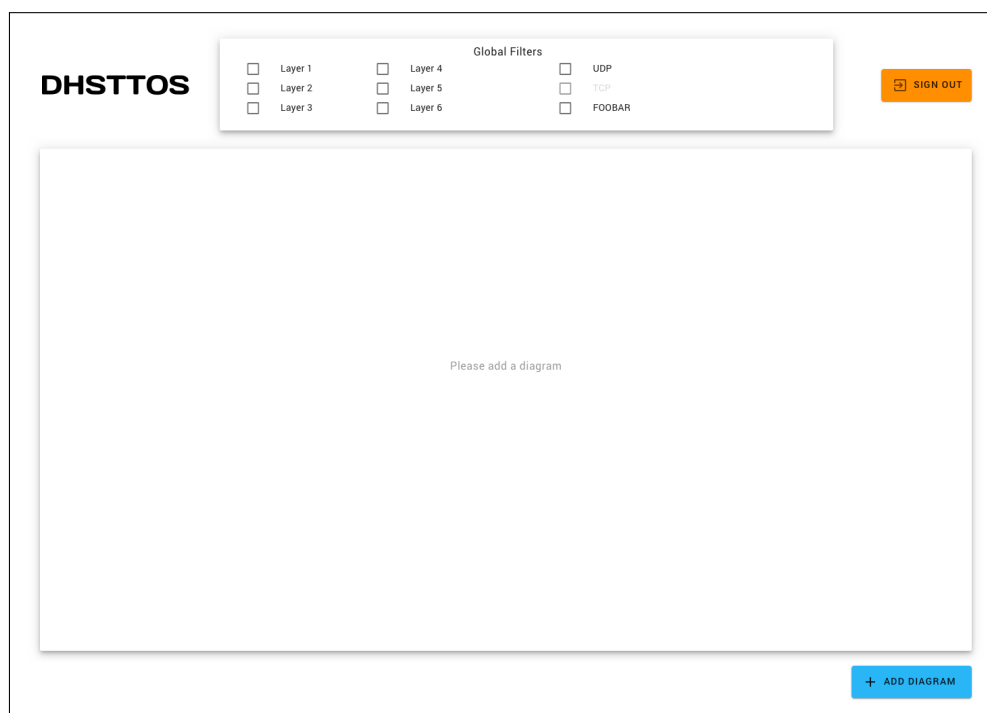 DHSTTOS
Global Filters
Layer 1
Layer 2
Layer 3
Layer 4
Layer 5
Layer 6
UDP
TCP
FOOBAR
SIGN OUT
Please add a diagram
ADD DIAGRAM